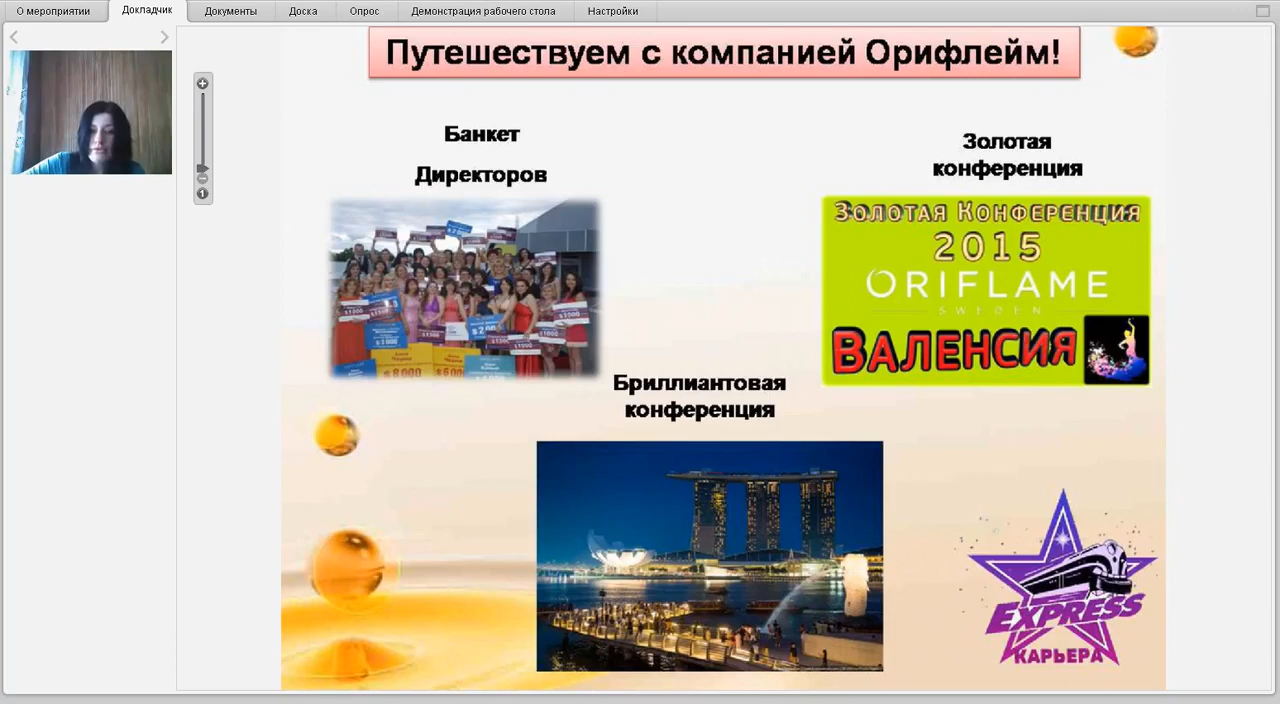 О мероприятии
Докладчик
Документы
Доска
Опрос
Демонстрация рабочего стола
Настройки
Путешествуем с компанией Орифлейм!
Банкет
Директоров
Золотая
конференция
Золотая Конференция
2015
ORIFLAME
SWEDEN
ВАЛЕНСИЯ
$8000
Бриллиантовая
конференция
EXPRESS
КАРЬЕРА